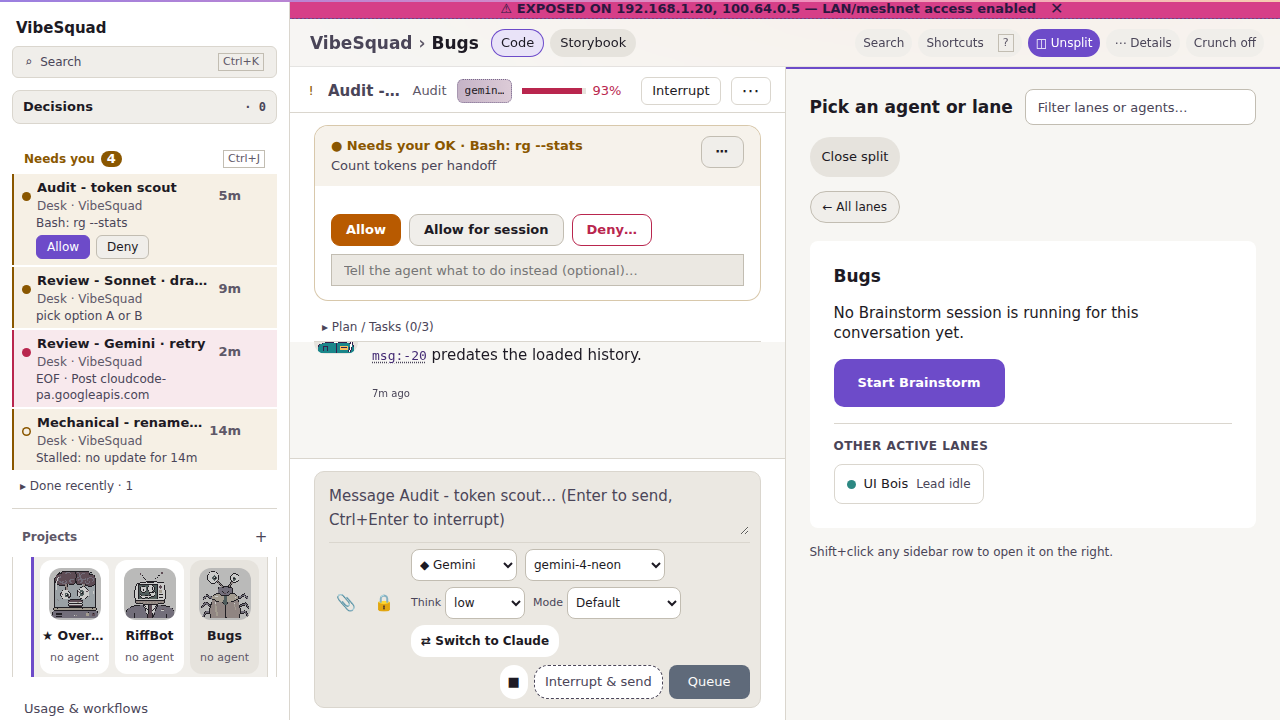 ⚠ EXPOSED ON 192.168.1.20, 100.64.0.5 — LAN/meshnet access enabled ✕
VibeSquad
Search Ctrl+K
Decisions · 0
Needs you 4 Ctrl+J
Audit - token scout 5m
Desk · VibeSquad
Bash: rg --stats
Allow Deny
Review - Sonnet · dra… 9m
Desk · VibeSquad
pick option A or B
Review - Gemini · retry 2m
Desk · VibeSquad
EOF · Post cloudcode-
pa.googleapis.com
Mechanical - rename… 14m
Desk · VibeSquad
Stalled: no update for 14m
▸ Done recently · 1
Projects +
★ Over… RiffBot Bugs
no agent no agent no agent
Usage & workflows
VibeSquad › Bugs Code Storybook Search Shortcuts ? ◫ Unsplit ⋯ Details Crunch off
! Audit -… Audit gemin… 93% Interrupt ⋯
● Needs your OK · Bash: rg --stats ⋯
Count tokens per handoff
Allow Allow for session Deny…
Tell the agent what to do instead (optional)…
▸ Plan / Tasks (0/3)
msg:-20 predates the loaded history.
7m ago
Message Audit - token scout… (Enter to send,
Ctrl+Enter to interrupt)
◆ Gemini gemini-4-neon
Think low Mode Default
⇄ Switch to Claude
■ Interrupt & send Queue
Pick an agent or lane Filter lanes or agents…
Close split
← All lanes
Bugs
No Brainstorm session is running for this
conversation yet.
Start Brainstorm
OTHER ACTIVE LANES
UI Bois Lead idle
Shift+click any sidebar row to open it on the right.